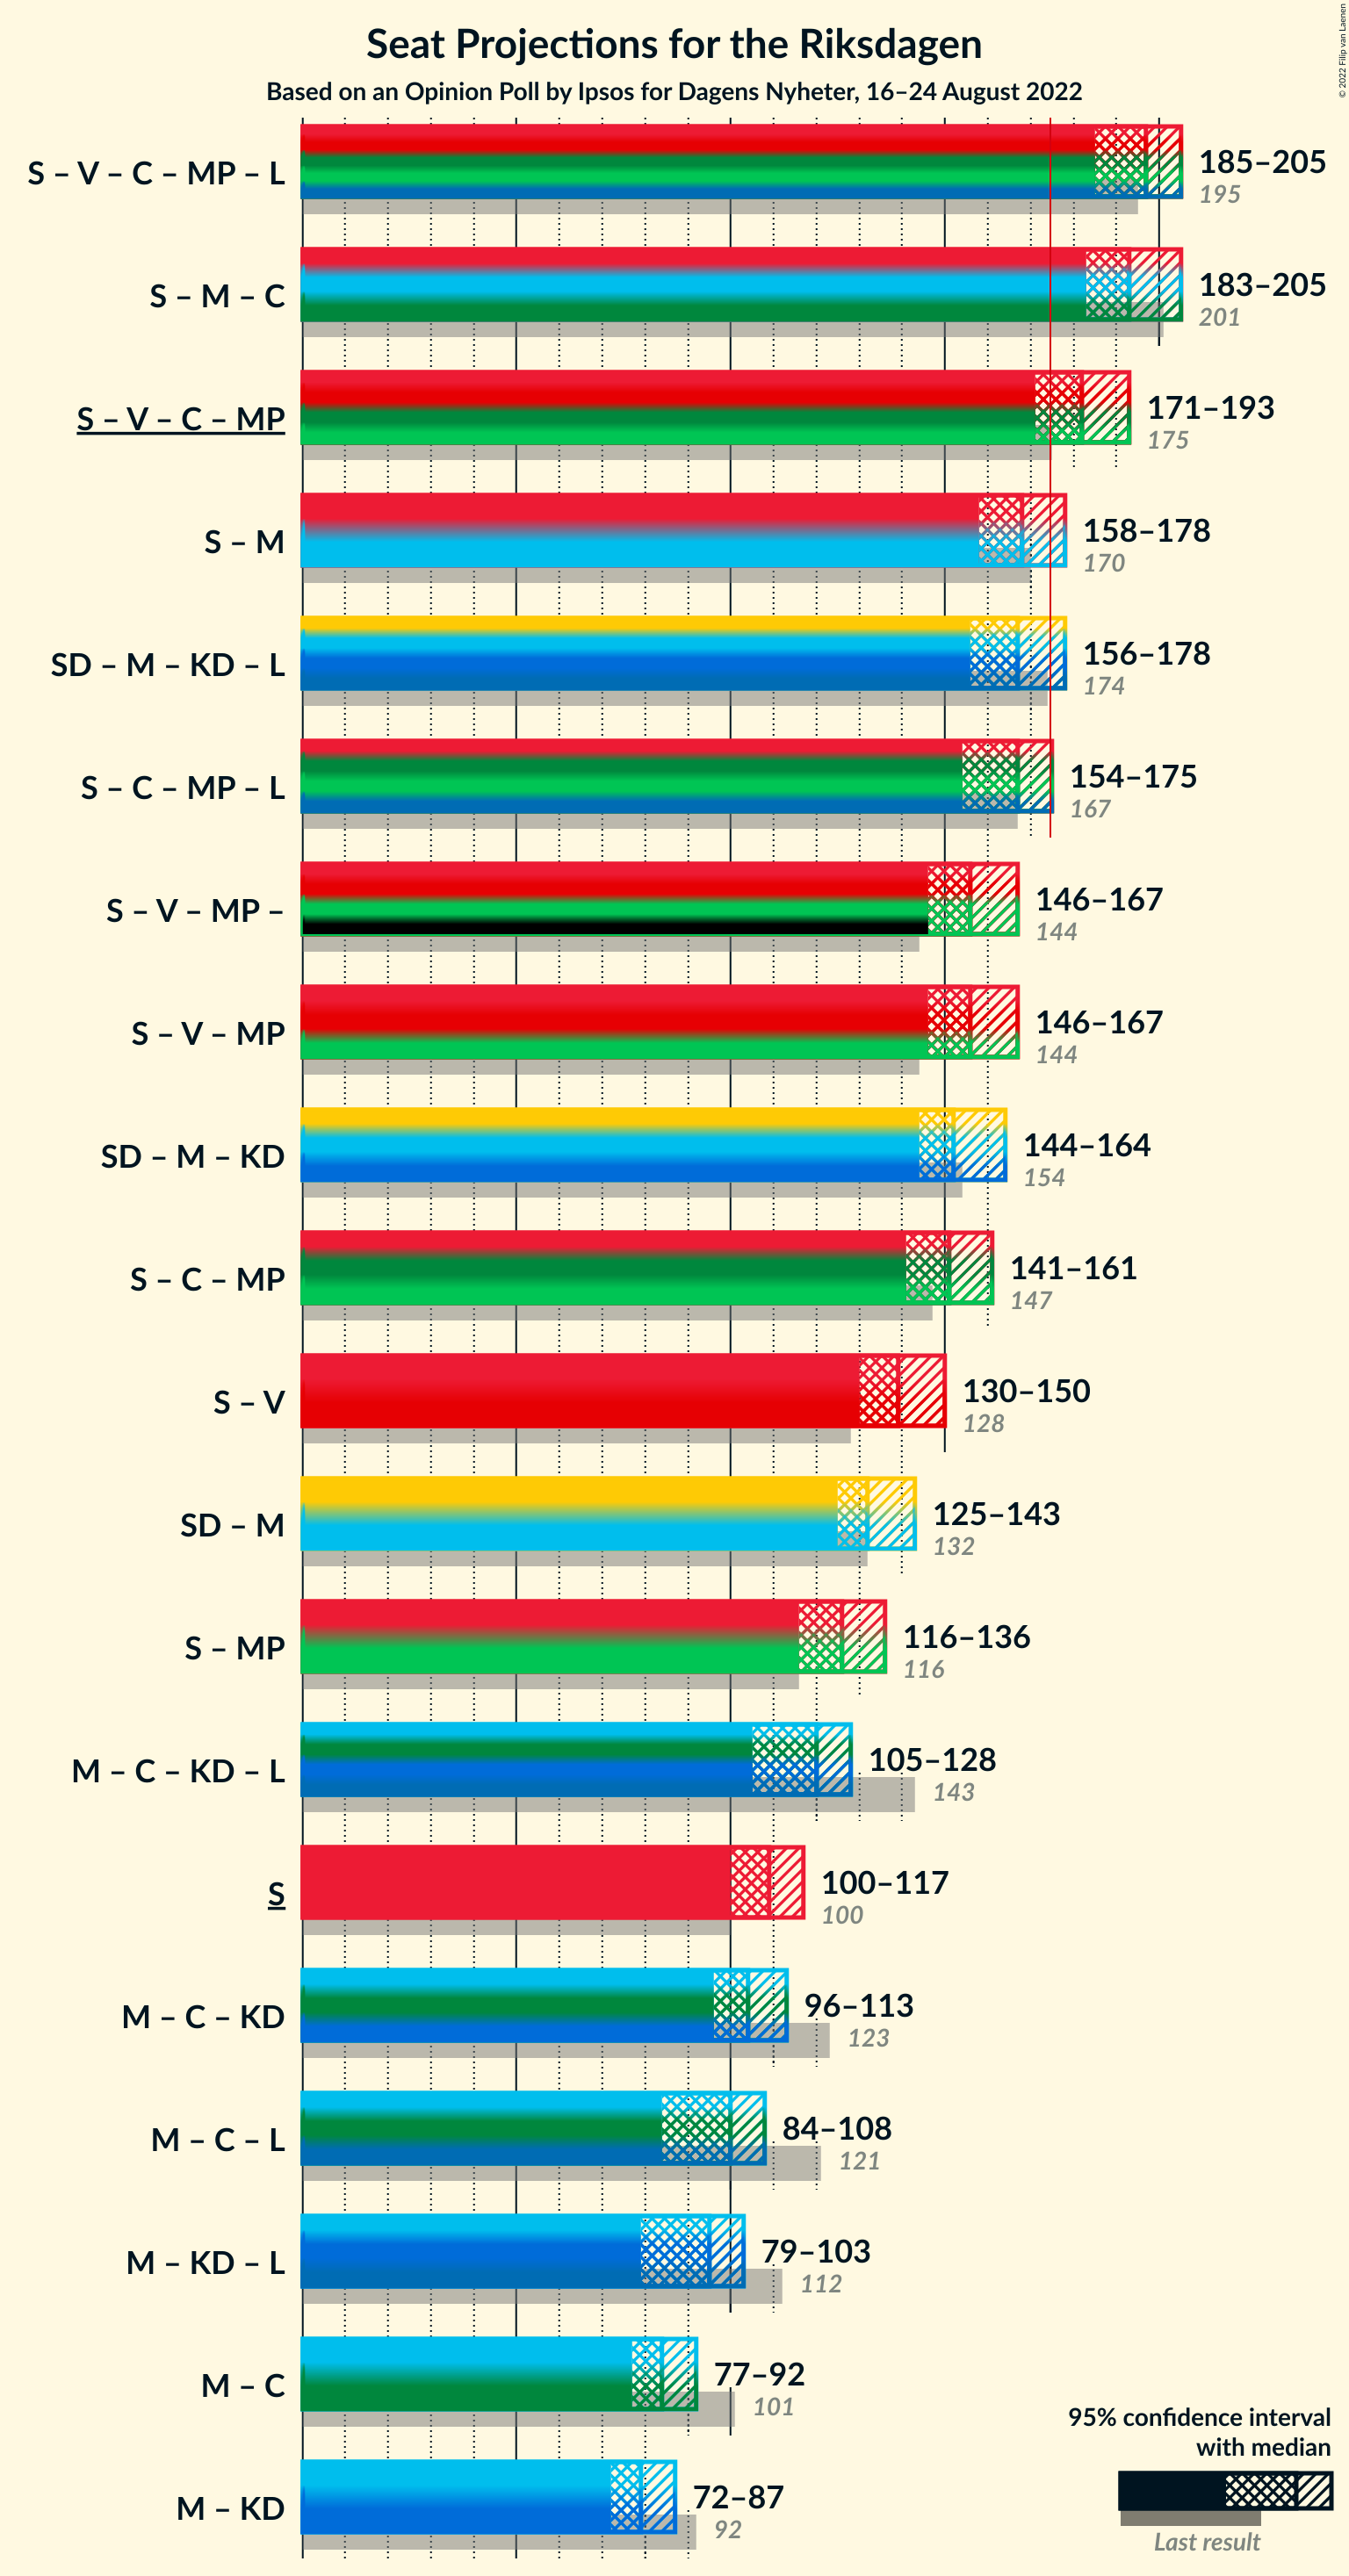 Seat Projections for the Riksdagen
Based on an Opinion Poll by Ipsos for Dagens Nyheter, 16–24 August 2022
© 2022 Filip van Laenen
S – V – C – MP – L
185–205
195
S – M – C
183–205
201
S – V – C – MP
171–193
175
S – M
158–178
170
SD – M – KD – L
156–178
174
S – C – MP – L
154–175
167
S – V – MP –
146–167
144
S – V – MP
146–167
144
SD – M – KD
144–164
154
S – C – MP
141–161
147
S – V
130–150
128
SD – M
125–143
132
S – MP
116–136
116
M – C – KD – L
105–128
143
S
100–117
100
M – C – KD
96–113
123
M – C – L
84–108
121
M – KD – L
79–103
112
M – C
77–92
101
M – KD
72–87
92
95% confidence interval
with median
Last result